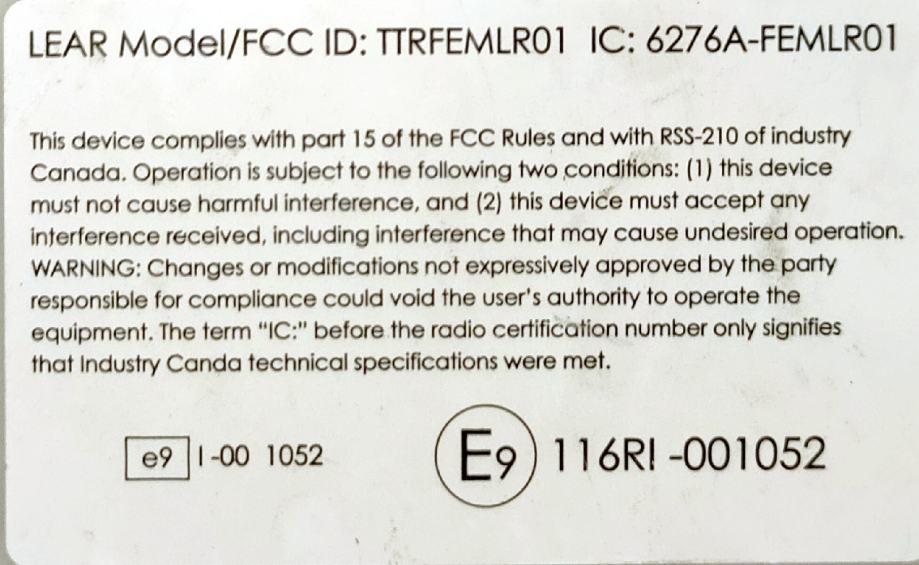 LEAR Model/FCC ID: TTRFEMLR01 IC: 6276A-FEMLR01
This device complies with part 15 of the FCC Rules and with RSS-210 of industry
Canada. Operation is subject to the following two conditions: (1) this device
must not cause harmful interference, and (2) this device must accept any
interference received, including interference that may cause undesired operation.
WARNING: Changes or modifications not expressively approved by the party
responsible for compliance could void the user's authority to operate the
equipment. The term "IC:" before the radio certification number only signifies
that Industry Canda technical specifications were met.
e9 I-00 1052 E9 116RI -001052